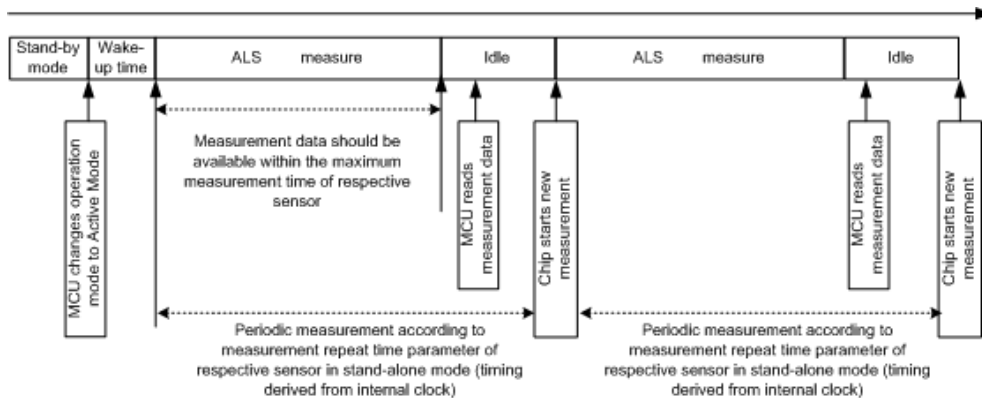 Stand-by
mode
Wake-
up time
ALS measure
Idle
ALS measure
Idle
Measurement data should be
available within the maximum
measurement time of respective
sensor
MCU changes operation
mode to Active Mode
MCU reads
measurement data
Chip starts new
measurement
MCU reads
measurement data
Chip starts new
measurement
Periodic measurement according to
measurement repeat time parameter of
respective sensor in stand-alone mode (timing
derived from internal clock)
Periodic measurement according to
measurement repeat time parameter of
respective sensor in stand-alone mode (timing
derived from internal clock)